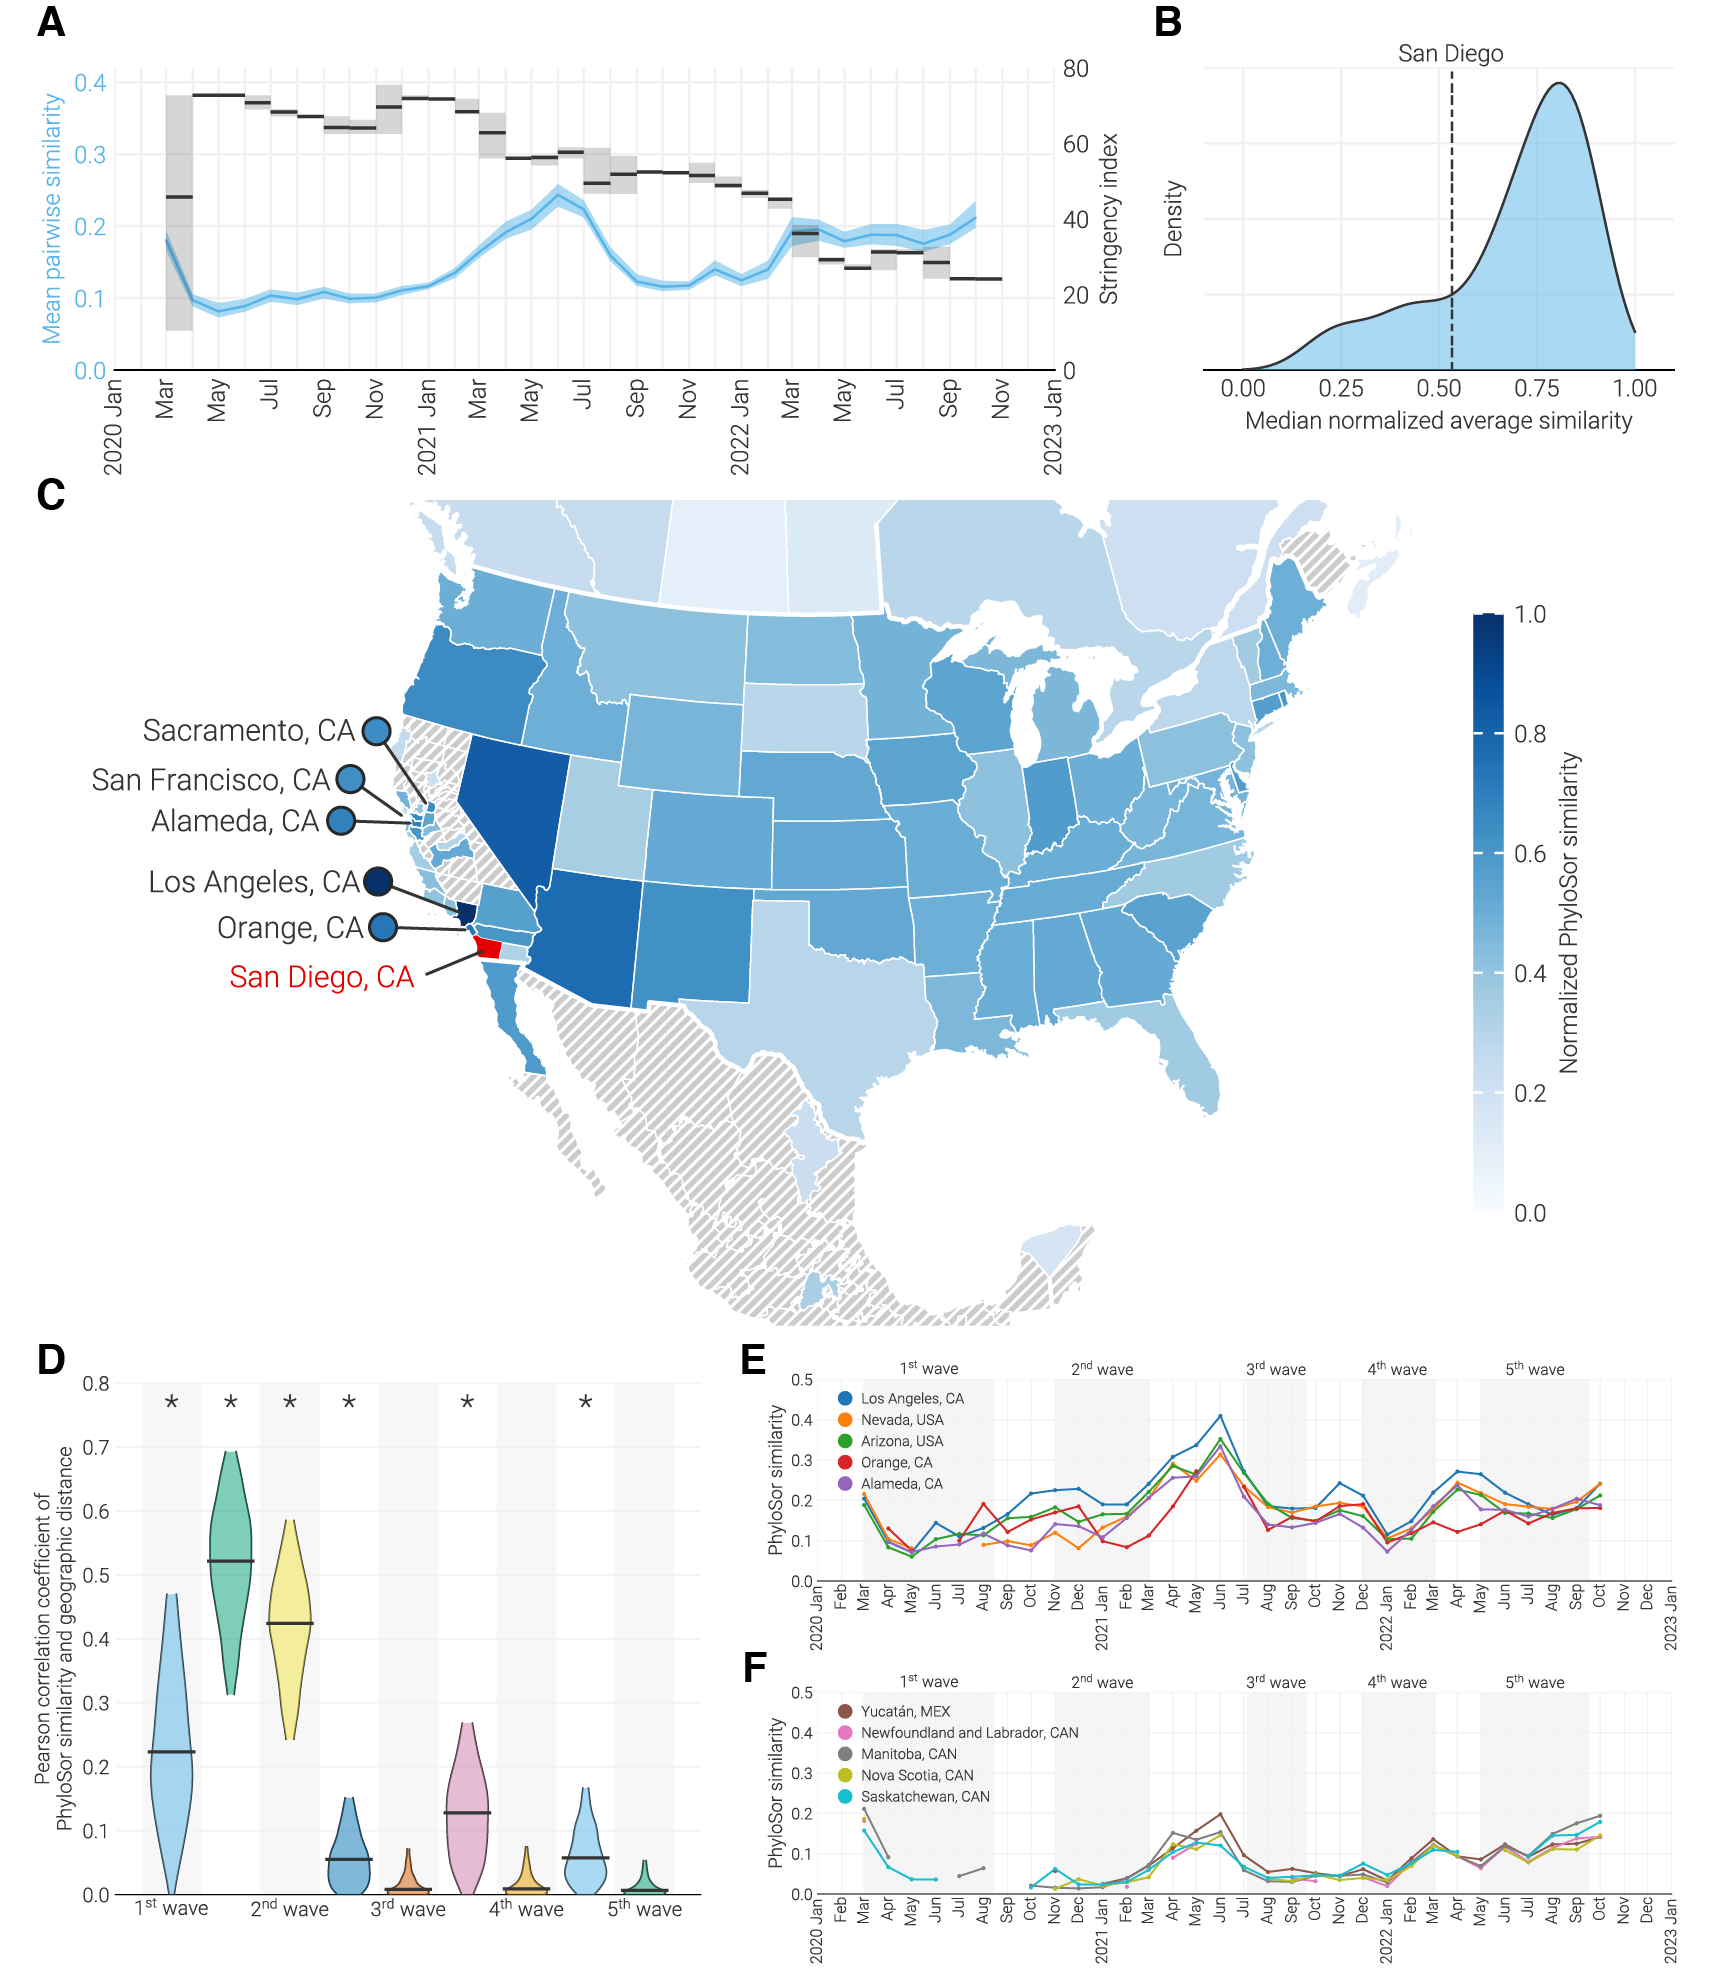 A
0.4
0.3
0.2
0.1
0.0
Mean pairwise similarity
80
60
40
20
0
Stringency index
2020 Jan
Mar
May
Jul
Sep
Nov
2021 Jan
Mar
May
Jul
Sep
Nov
2022 Jan
Mar
May
Jul
Sep
Nov
2023 Jan
B
San Diego
Density
0.00 0.25 0.50 0.75 1.00
Median normalized average similarity
C
Sacramento, CA
San Francisco, CA
Alameda, CA
Los Angeles, CA
Orange, CA
San Diego, CA
1.0
0.8
0.6
0.4
0.2
0.0
Normalized PhyloSor similarity
D
0.8
0.7
0.6
0.5
0.4
0.3
0.2
0.1
0.0
Pearson correlation coefficient of
PhyloSor similarity and geographic distance
* * * * * *
1st wave 2nd wave 3rd wave 4th wave 5th wave
E
1st wave 2nd wave 3rd wave 4th wave 5th wave
0.5
0.4
0.3
0.2
0.1
0.0
PhyloSor similarity
Los Angeles, CA
Nevada, USA
Arizona, USA
Orange, CA
Alameda, CA
2020 Jan
Feb
Mar
Apr
May
Jun
Jul
Aug
Sep
Oct
Nov
Dec
2021 Jan
Feb
Mar
Apr
May
Jun
Jul
Aug
Sep
Oct
Nov
Dec
2022 Jan
Feb
Mar
Apr
May
Jun
Jul
Aug
Sep
Oct
Nov
Dec
2023 Jan
F
1st wave 2nd wave 3rd wave 4th wave 5th wave
0.5
0.4
0.3
0.2
0.1
0.0
PhyloSor similarity
Yucatán, MEX
Newfoundland and Labrador, CAN
Manitoba, CAN
Nova Scotia, CAN
Saskatchewan, CAN
2020 Jan
Feb
Mar
Apr
May
Jun
Jul
Aug
Sep
Oct
Nov
Dec
2021 Jan
Feb
Mar
Apr
May
Jun
Jul
Aug
Sep
Oct
Nov
Dec
2022 Jan
Feb
Mar
Apr
May
Jun
Jul
Aug
Sep
Oct
Nov
Dec
2023 Jan